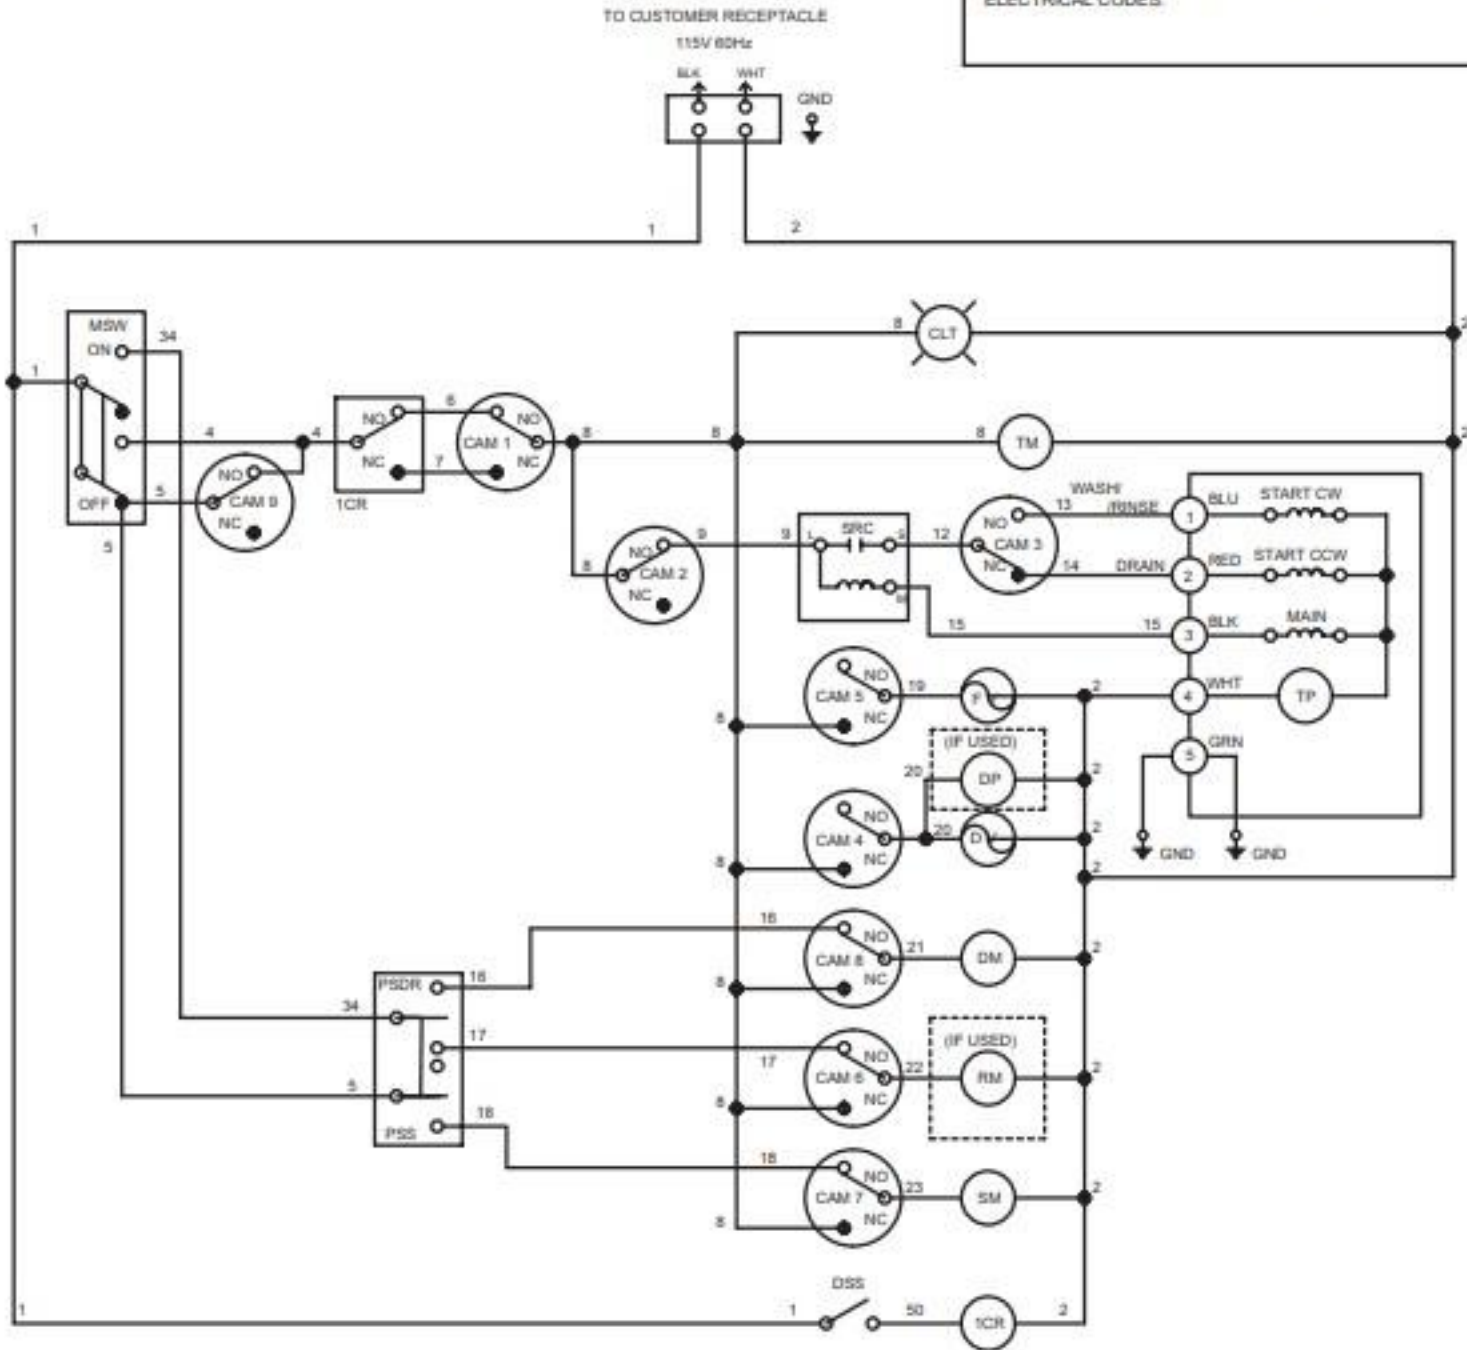 ELECTRICAL CODES.
TO CUSTOMER RECEPTACLE
115V 60Hz
BLK WHT
GND
1 1 2
MSW
ON 34
8 CLT 2
1
NO 6 NO
4 4 CAM 1 8 8 8 TM 2
NC 7 NC
OFF 5 NO CAM 9 NC
1CR
5
WASH/
13 /RINSE 1 BLU START CW
9 9 L SRC S 12 NO CAM 3 NC
8 NO CAM 2 NC
14 DRAIN 2 RED START CCW
M
15 15 3 BLK MAIN
NO
CAM 5 19 F 2 4 WHT TP
8 NC
(IF USED)
20 DP 2
5 GRN
NO
CAM 4 20 D 2
8 NC
GND GND
2
16 NO
CAM 8 21 DM 2
8 NC
PSDR 16
34
17
(IF USED)
17 NO
CAM 6 22 RM 2
5
8 NC
PSS 18
18 NO
CAM 7 23 SM 2
8 NC
DSS
1 1 50 1CR 2